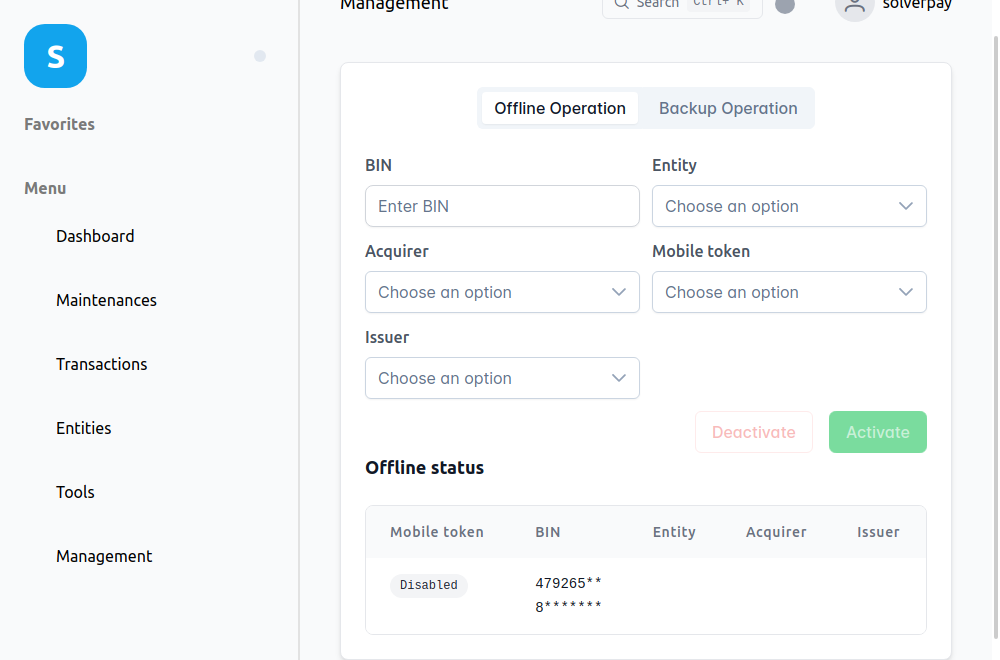 Management
Search
Ctrl+ K
solverpay
S
Favorites
Menu
Dashboard
Maintenances
Transactions
Entities
Tools
Management
Offline Operation
Backup Operation
BIN
Entity
Enter BIN
Choose an option
Acquirer
Mobile token
Choose an option
Choose an option
Issuer
Choose an option
Deactivate
Activate
Offline status
Mobile token BIN Entity Acquirer Issuer
Disabled
479265**
8*******